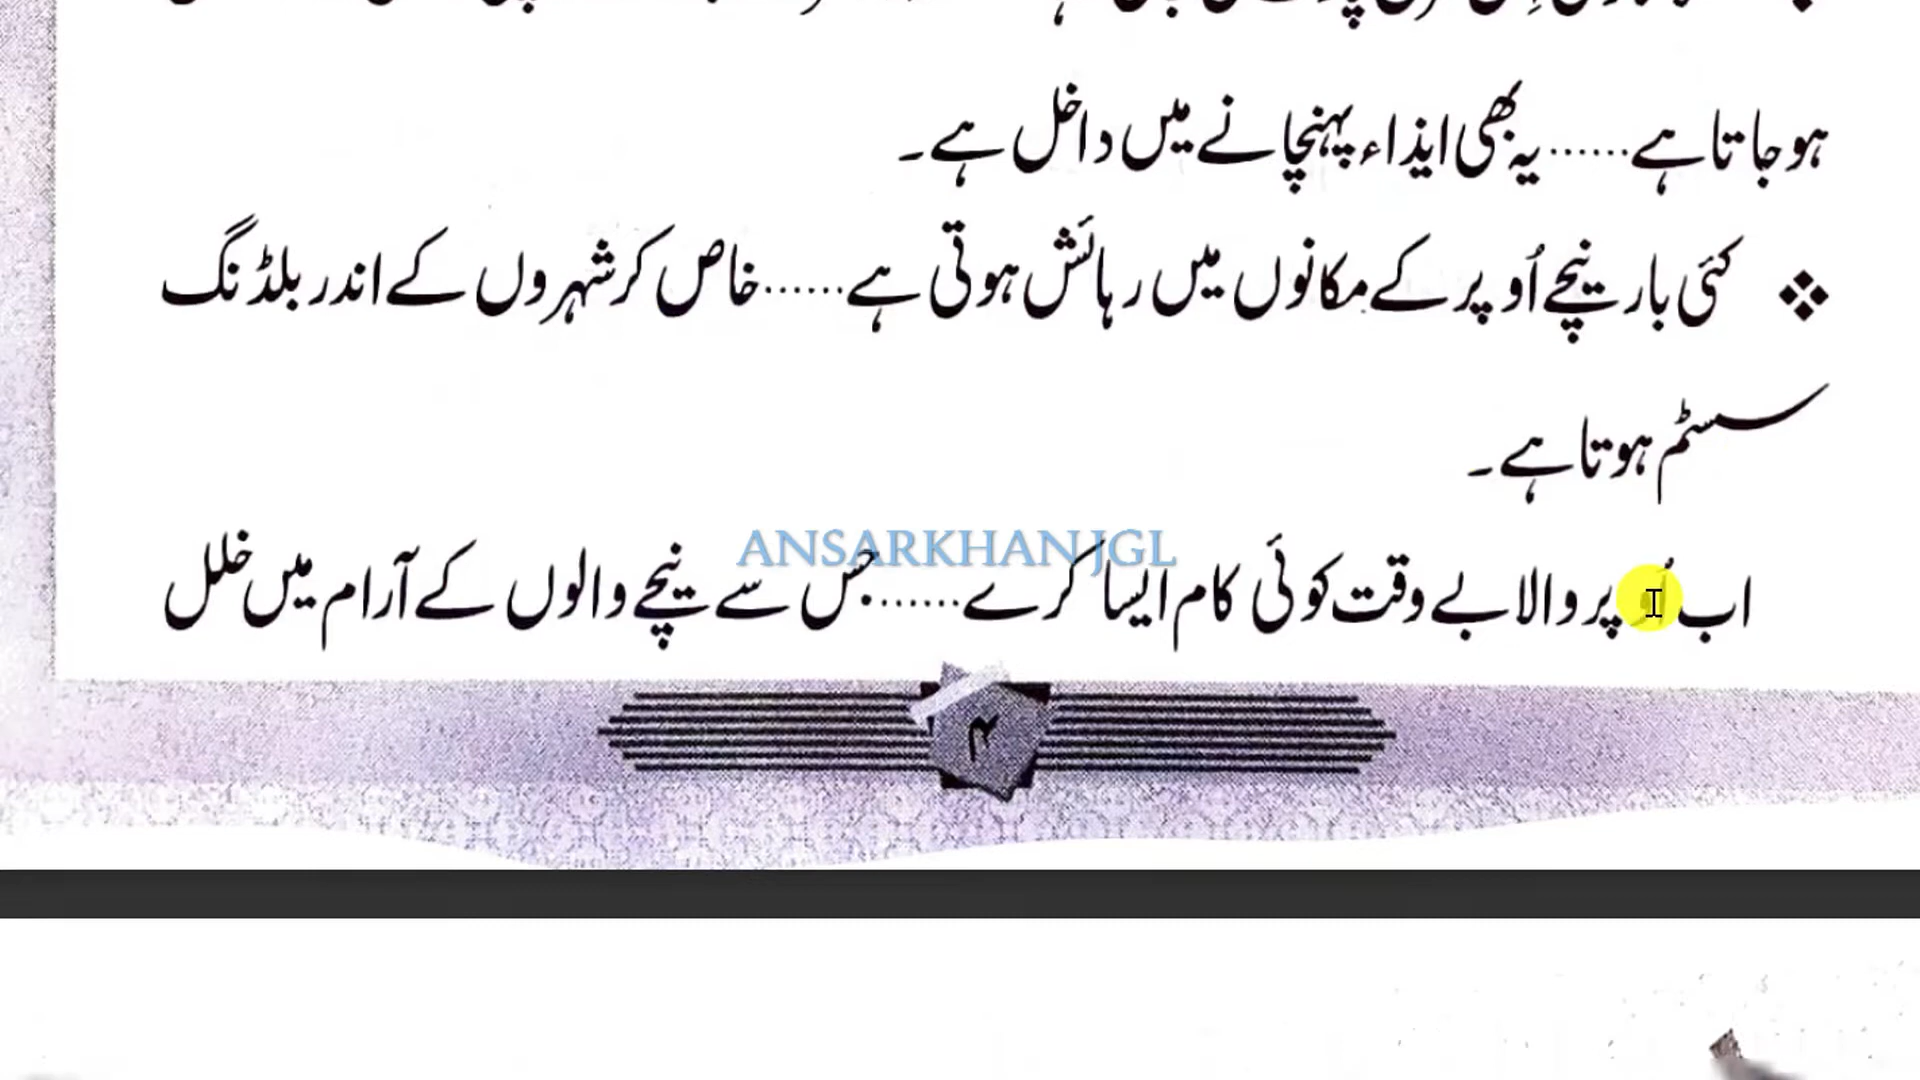 ہو جاتا ہے……یہ بھی ایذاء پہنچانے میں داخل ہے۔
❖ کئی بار نیچے اُوپر کے مکانوں میں رہائش ہوتی ہے……خاص کر شہروں کے اندر بلڈنگ
سسٹم ہوتا ہے۔
ANSARKHANJGL
اب اُوپر والا بے وقت کوئی کام ایسا کرے……جس سے نیچے والوں کے آرام میں خلل
۴